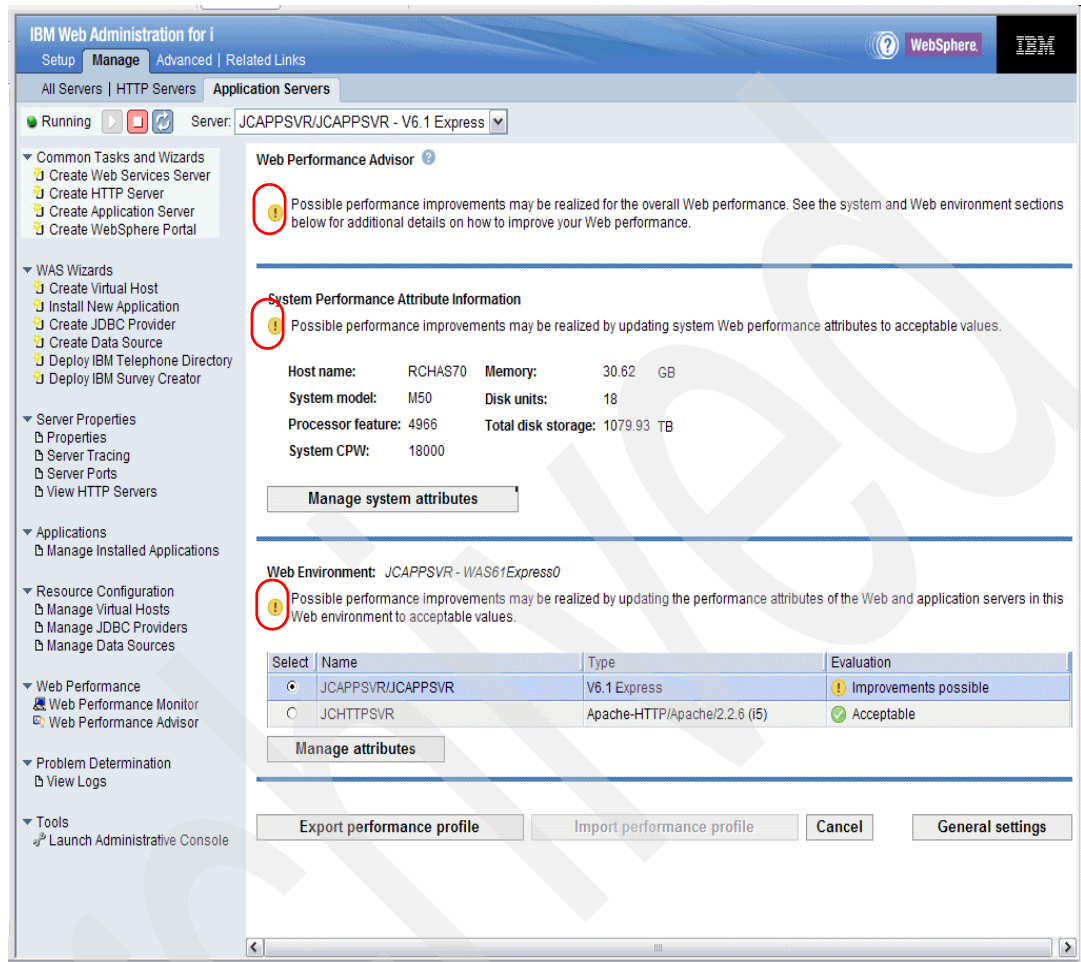 IBM Web Administration for i
Setup Manage Advanced | Related Links
WebSphere.
IBM
All Servers | HTTP Servers Application Servers
Running Server: JCAPPSVR/JCAPPSVR - V6.1 Express
Common Tasks and Wizards
Create Web Services Server
Create HTTP Server
Create Application Server
Create WebSphere Portal
WAS Wizards
Create Virtual Host
Install New Application
Create JDBC Provider
Create Data Source
Deploy IBM Telephone Directory
Deploy IBM Survey Creator
Server Properties
Properties
Server Tracing
Server Ports
View HTTP Servers
Applications
Manage Installed Applications
Resource Configuration
Manage Virtual Hosts
Manage JDBC Providers
Manage Data Sources
Web Performance
Web Performance Monitor
Web Performance Advisor
Problem Determination
View Logs
Tools
Launch Administrative Console
Web Performance Advisor ?
Possible performance improvements may be realized for the overall Web performance. See the system and Web environment sections
below for additional details on how to improve your Web performance.
System Performance Attribute Information
Possible performance improvements may be realized by updating system Web performance attributes to acceptable values.
Host name: RCHAS70 Memory: 30.62 GB
System model: M50 Disk units: 18
Processor feature: 4966 Total disk storage: 1079.93 TB
System CPW: 18000
Manage system attributes
Web Environment: JCAPPSVR - WAS61Express0
Possible performance improvements may be realized by updating the performance attributes of the Web and application servers in this
Web environment to acceptable values.
Select Name Type Evaluation
JCAPPSVR/JCAPPSVR V6.1 Express Improvements possible
JCHTTPSVR Apache-HTTP/Apache/2.2.6 (i5) Acceptable
Manage attributes
Export performance profile Import performance profile Cancel General settings